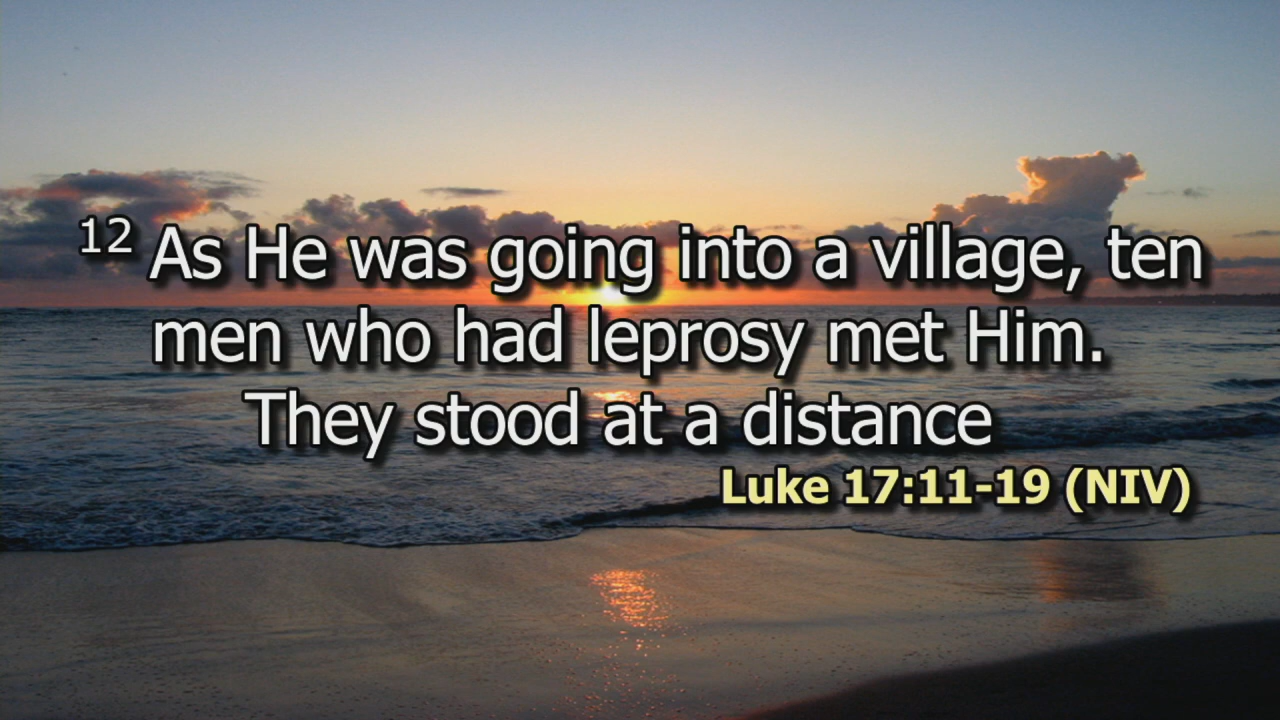 12 As He was going into a village, ten
men who had leprosy met Him.
They stood at a distance
Luke 17:11-19 (NIV)